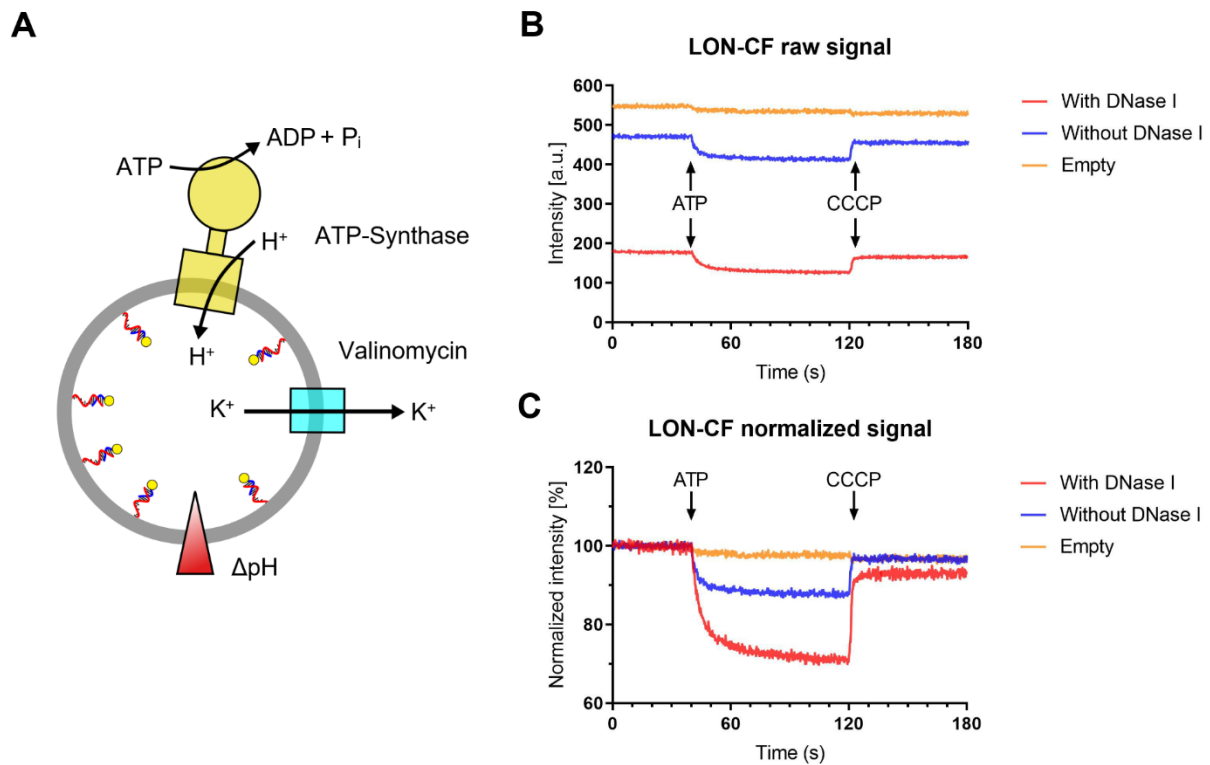 A
ATP
ADP + Pi
H⁺
ATP-Synthase
H⁺
Valinomycin
K⁺
K⁺
ΔpH
B
LON-CF raw signal
Intensity [a.u.]
600
500
400
300
200
100
0
ATP
CCCP
0
60
120
180
Time (s)
With DNase I
Without DNase I
Empty
C
LON-CF normalized signal
Normalized intensity [%]
120
100
80
60
ATP
CCCP
0
60
120
180
Time (s)
With DNase I
Without DNase I
Empty